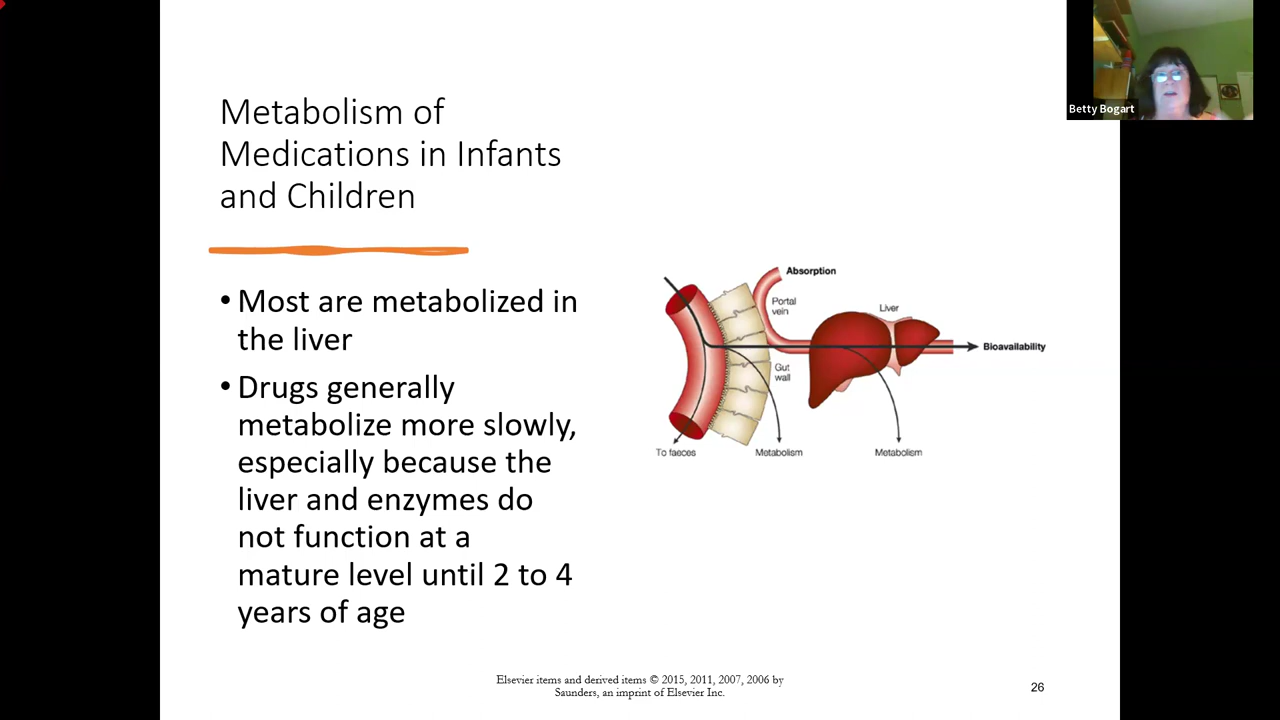 Betty Bogart
Metabolism of
Medications in Infants
and Children
• Most are metabolized in
the liver
• Drugs generally
metabolize more slowly,
especially because the
liver and enzymes do
not function at a
mature level until 2 to 4
years of age
Absorption
Portal
vein
Liver
Bioavailability
Gut
wall
To faeces
Metabolism
Metabolism
Elsevier items and derived items © 2015, 2011, 2007, 2006 by
Saunders, an imprint of Elsevier Inc.
26